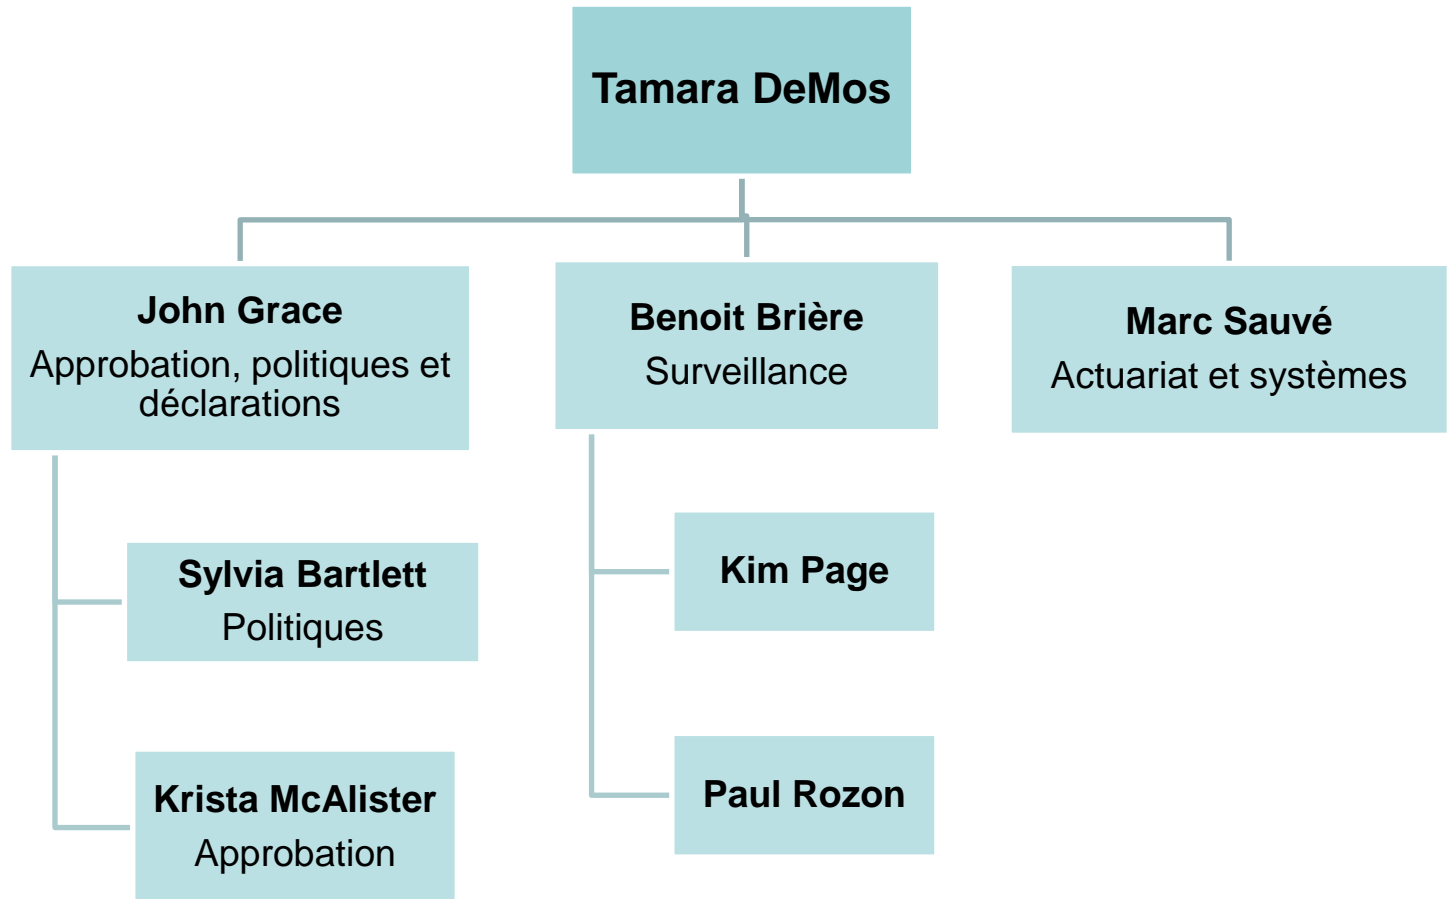 Tamara DeMos
John Grace
Approbation, politiques et
déclarations
Benoit Brière
Surveillance
Marc Sauvé
Actuariat et systèmes
Sylvia Bartlett
Politiques
Krista McAlister
Approbation
Kim Page
Paul Rozon